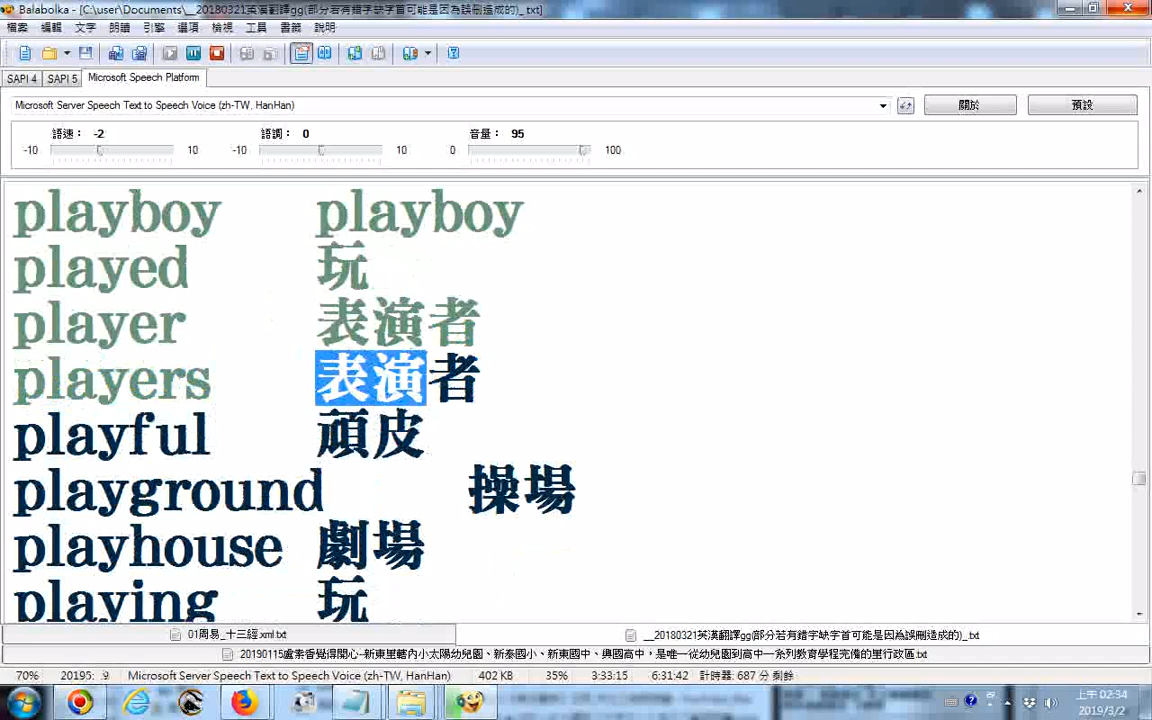 Balabolka - [C:\user\Documents\__20180321英漢翻譯gg(部分若有錯字缺字首可能是因為誤刪造成的)_.txt]
檔案 編輯 文字 朗讀 引擎 選項 檢視 工具 書籤 說明
SAPI 4 SAPI 5 Microsoft Speech Platform
Microsoft Server Speech Text to Speech Voice (zh-TW, HanHan) 關於 預設
語速： -2 語調： 0 音量： 95
-10 10 -10 10 0 100
playboy playboy
played 玩
player 表演者
players 表演者
playful 頑皮
playground 操場
playhouse 劇場
playing 玩
01周易_十三經.xml.txt __20180321英漢翻譯gg(部分若有錯字缺字首可能是因為誤刪造成的)_.txt
20190115盧素香覺得開心-新東里轄內小太陽幼兒園、新泰國小、新東國中、興國高中，是唯一從幼兒園到高中一系列教育學程完備的里行政區.txt
70% 20195: .9 Microsoft Server Speech Text to Speech Voice (zh-TW, HanHan) 402 KB 35% 3:33:15 6:31:42 計時器: 687 分 剩餘
上午 02:34
2019/3/2